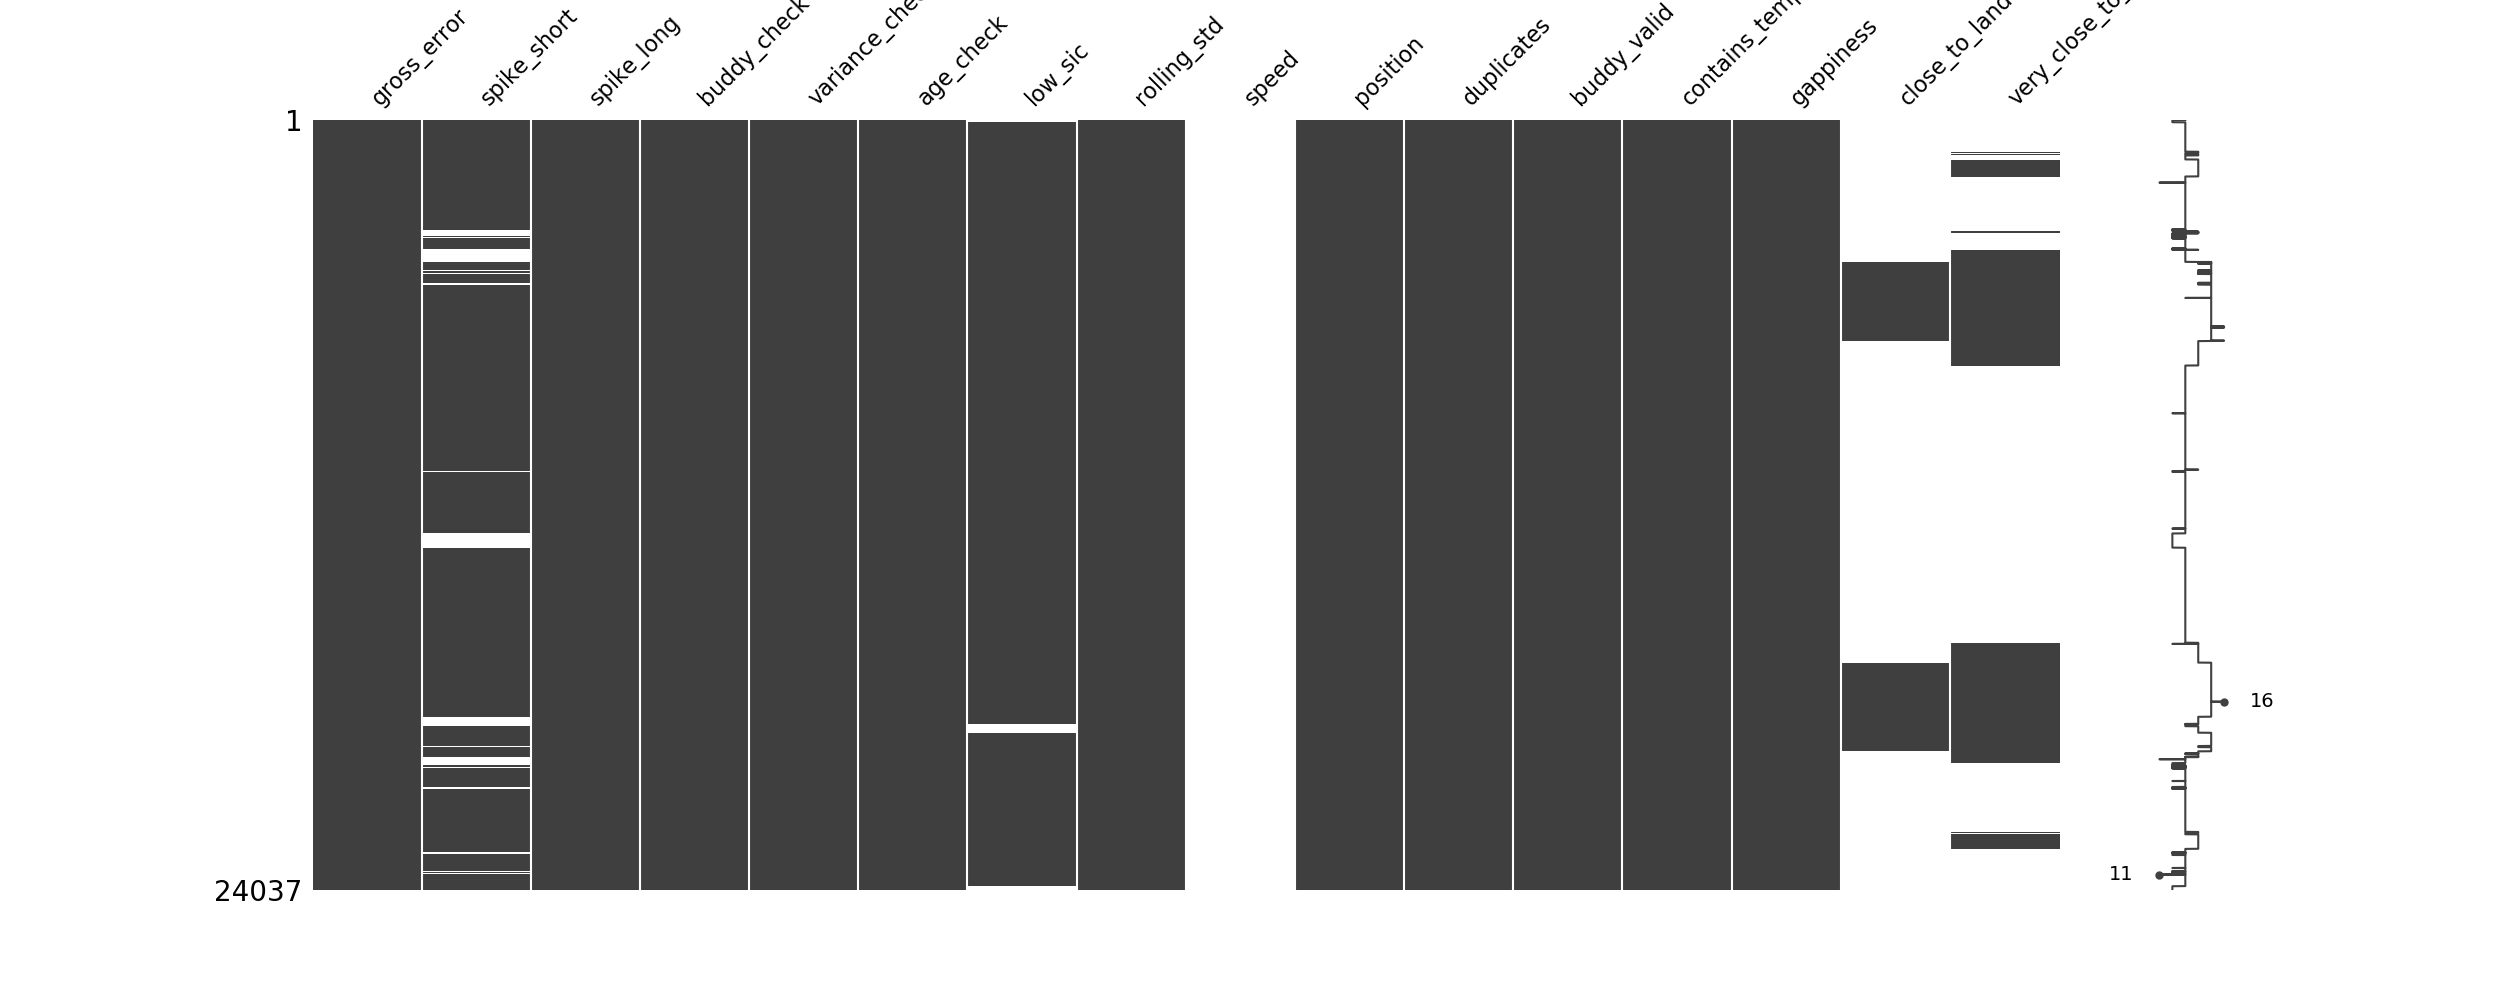 gross_error
spike_short
spike_long
buddy_check
age_check
low_sic
rolling_std
speed
position
duplicates
buddy_valid
gappiness
close_to_land
1
16
11
24037